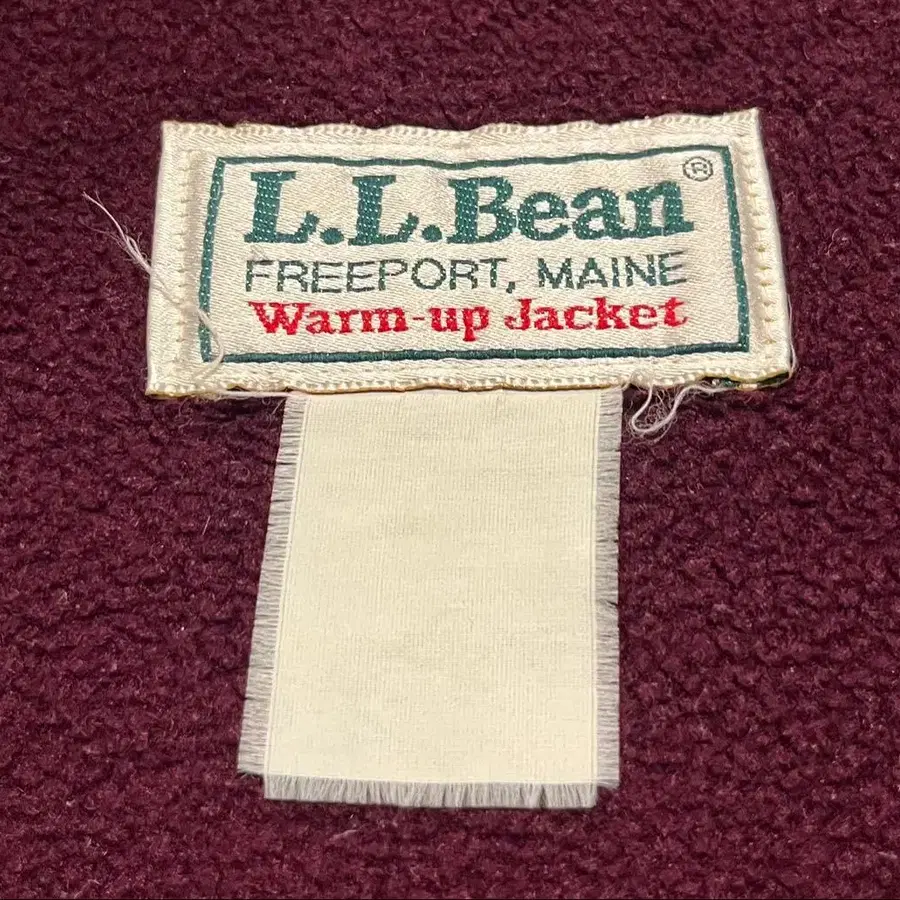 L.L.Bean®
FREEPORT, MAINE
Warm-up Jacket